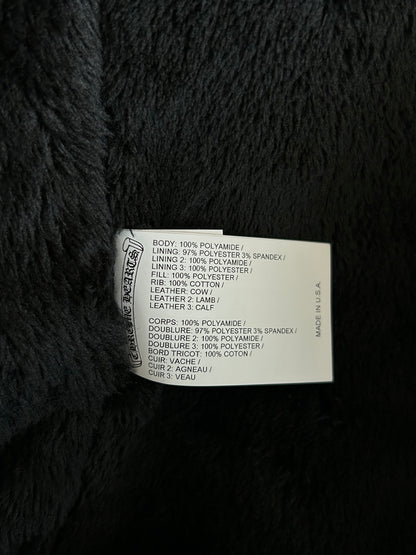 CHROME HEARTS
BODY: 100% POLYAMIDE /
LINING: 97% POLYESTER 3% SPANDEX /
LINING 2: 100% POLYAMIDE /
LINING 3: 100% POLYESTER /
FILL: 100% POLYESTER /
RIB: 100% COTTON /
LEATHER: COW /
LEATHER 2: LAMB /
LEATHER 3: CALF
CORPS: 100% POLYAMIDE /
DOUBLURE: 97% POLYESTER 3% SPANDEX /
DOUBLURE 2: 100% POLYAMIDE /
DOUBLURE 3: 100% POLYESTER /
BORD TRICOT: 100% COTON /
CUIR: VACHE /
CUIR 2: AGNEAU /
CUIR 3: VEAU
MADE IN U.S.A.